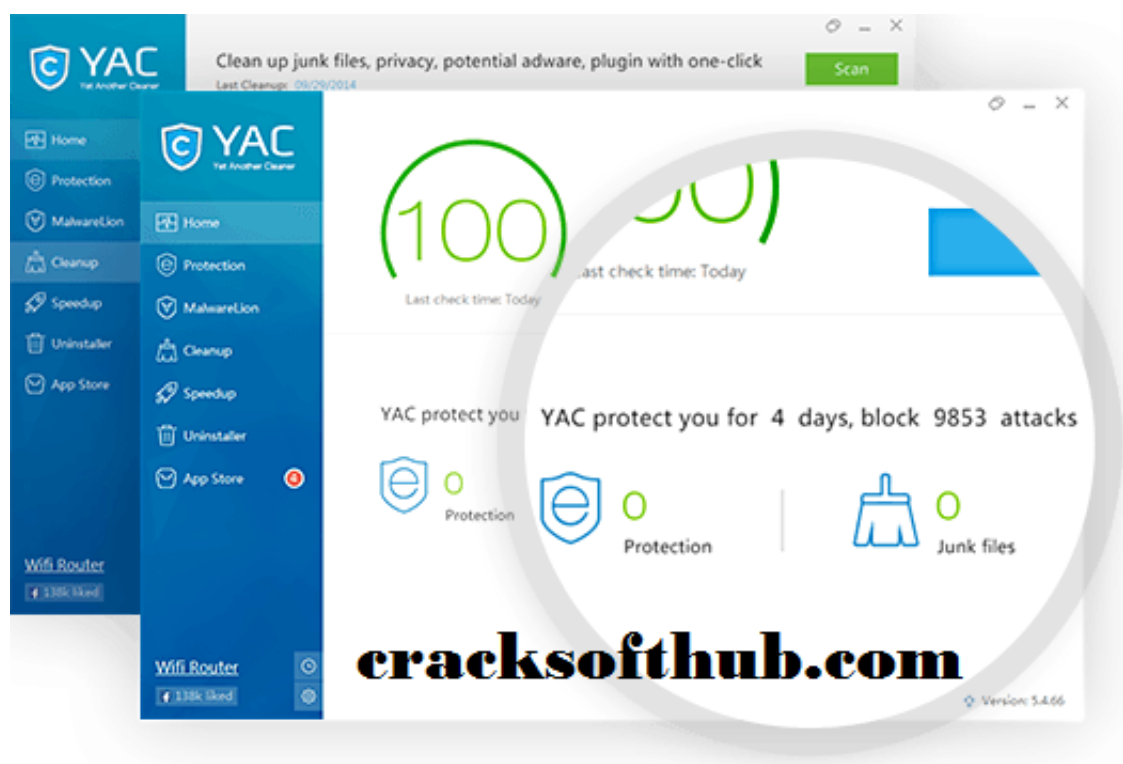 YAC
Yet Another Cleaner
Clean up junk files, privacy, potential adware, plugin with one-click
Last Cleanup: 09/29/2014
Scan
Home
Protection
MalwareLion
Cleanup
Speedup
Uninstaller
App Store
Wifi Router
138k liked
YAC
Yet Another Cleaner
Home
Protection
MalwareLion
Cleanup
Speedup
Uninstaller
App Store 4
Wifi Router
138k liked
100
Last check time: Today
YAC protect you
0
Protection
ast check time: Today
YAC protect you for 4 days, block 9853 attacks
0
Protection
0
Junk files
cracksofthub.com
Version: 5.4.66